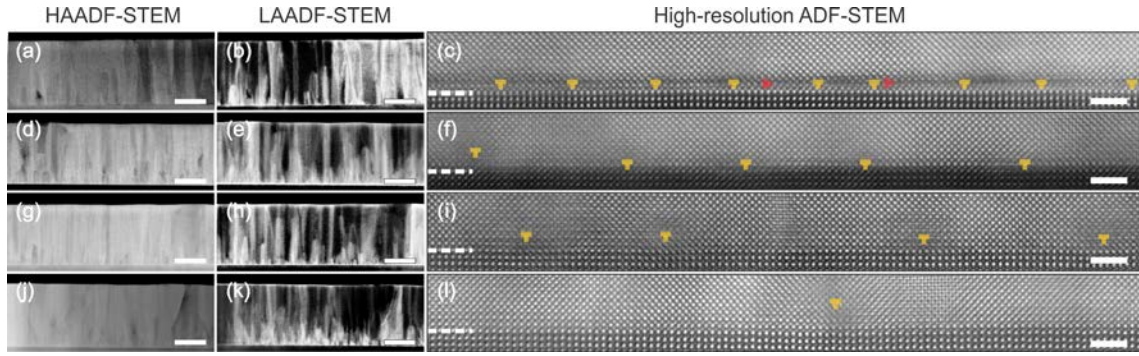 HAADF-STEM LAADF-STEM High-resolution ADF-STEM
(a) (b) (c)
(d) (e) (f)
(g) (h) (i)
(j) (k) (l)